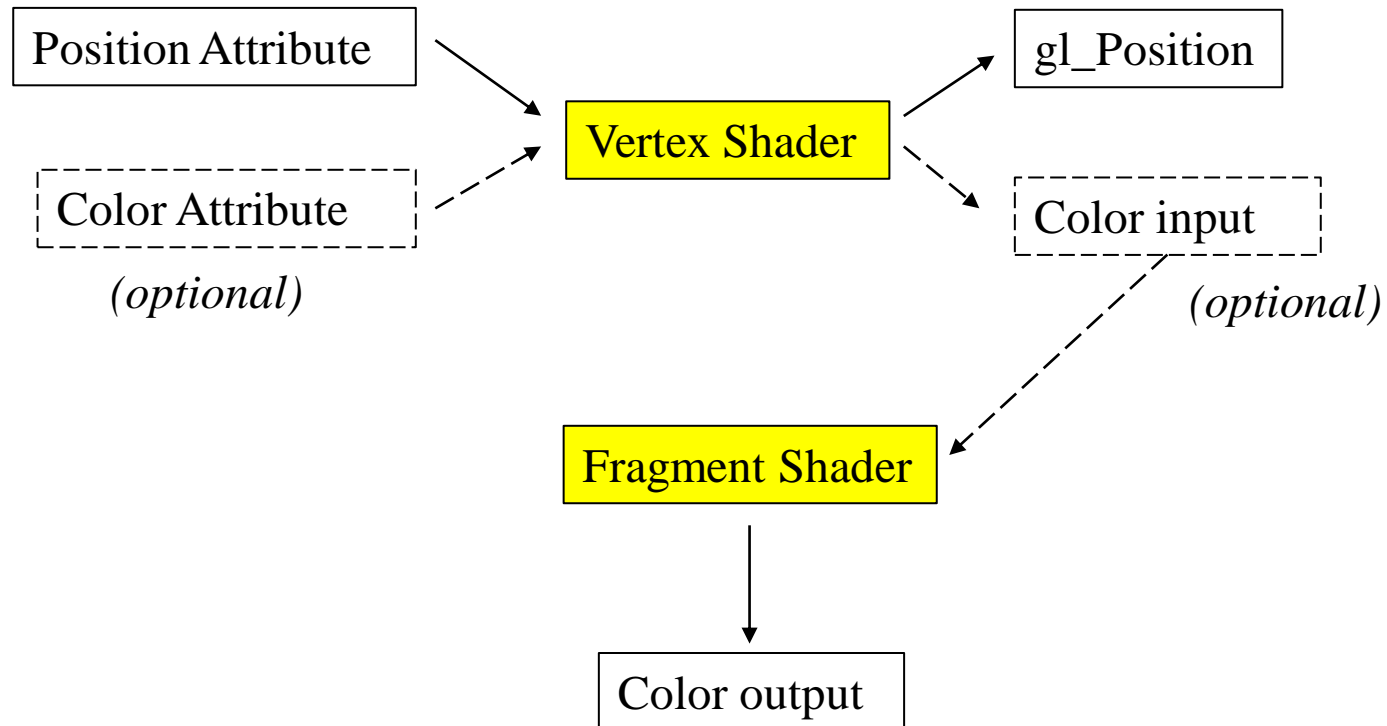 Position Attribute
gl_Position
Vertex Shader
Color Attribute
Color input
(optional)
(optional)
Fragment Shader
Color output